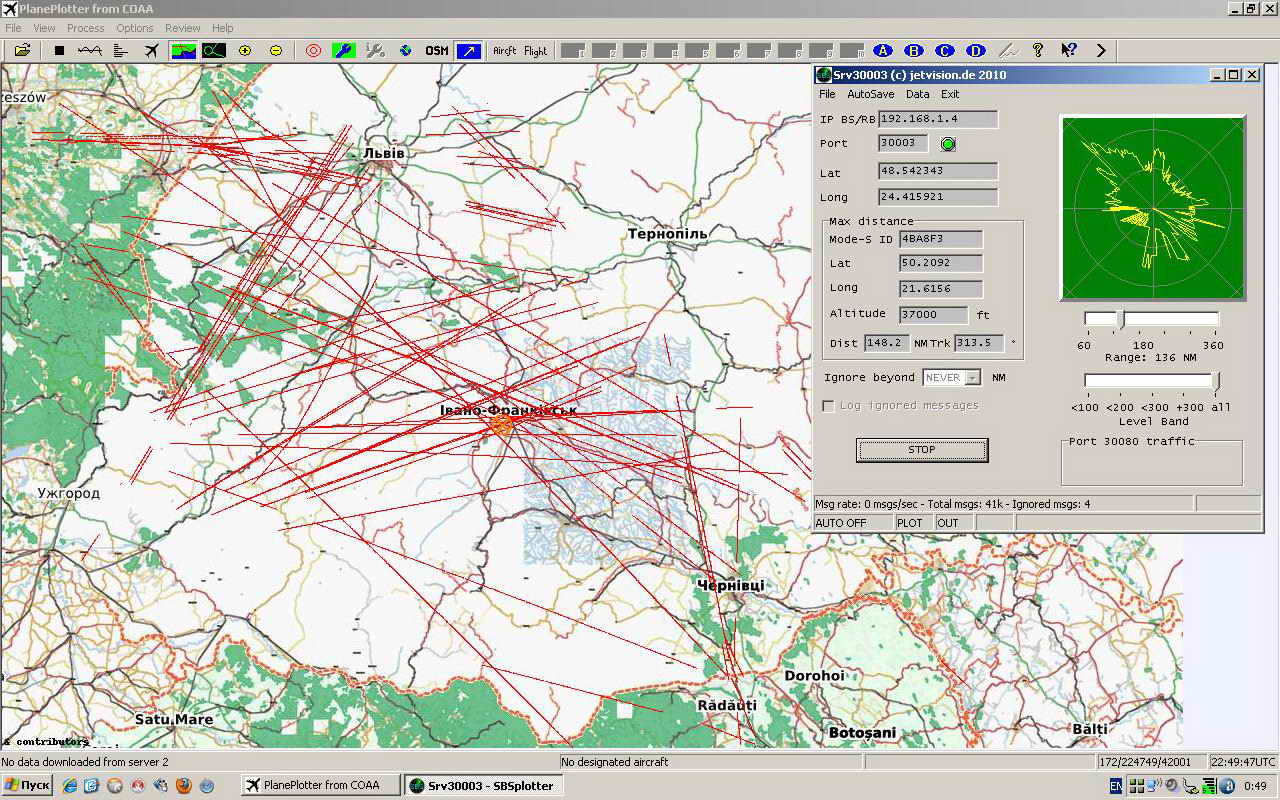 PlanePlotter from COAA
File View Process Options Review Help
OSM Aircft Flight A B C D
Srv30003 (c) jetvision.de 2010
File AutoSave Data Exit
IP BS/RB 192.168.1.4
Port 30003
Lat 48.542343
Long 24.415921
Max distance
Mode-S ID 4BA8F3
Lat 50.2092
Long 21.6156
Altitude 37000 ft
Dist 148.2 NM Trk 313.5 °
Ignore beyond NEVER NM
Log ignored messages
STOP
60 180 360
Range: 136 NM
<100 <200 <300 +300 all
Level Band
Port 30080 traffic
Msg rate: 0 msgs/sec - Total msgs: 41k - Ignored msgs: 4
AUTO OFF PLOT OUT
zeszów
Львів
Тернопіль
Івано-Франківськ
Ужгород
Чернівці
Dorohoi
Rădăuți
Satu Mare
Botoșani
Bălți
& contributors
No data downloaded from server 2
No designated aircraft
172/224749/42001
22:49:47UTC
Пуск
PlanePlotter from COAA
Srv30003 - SBSplotter
EN
0:49